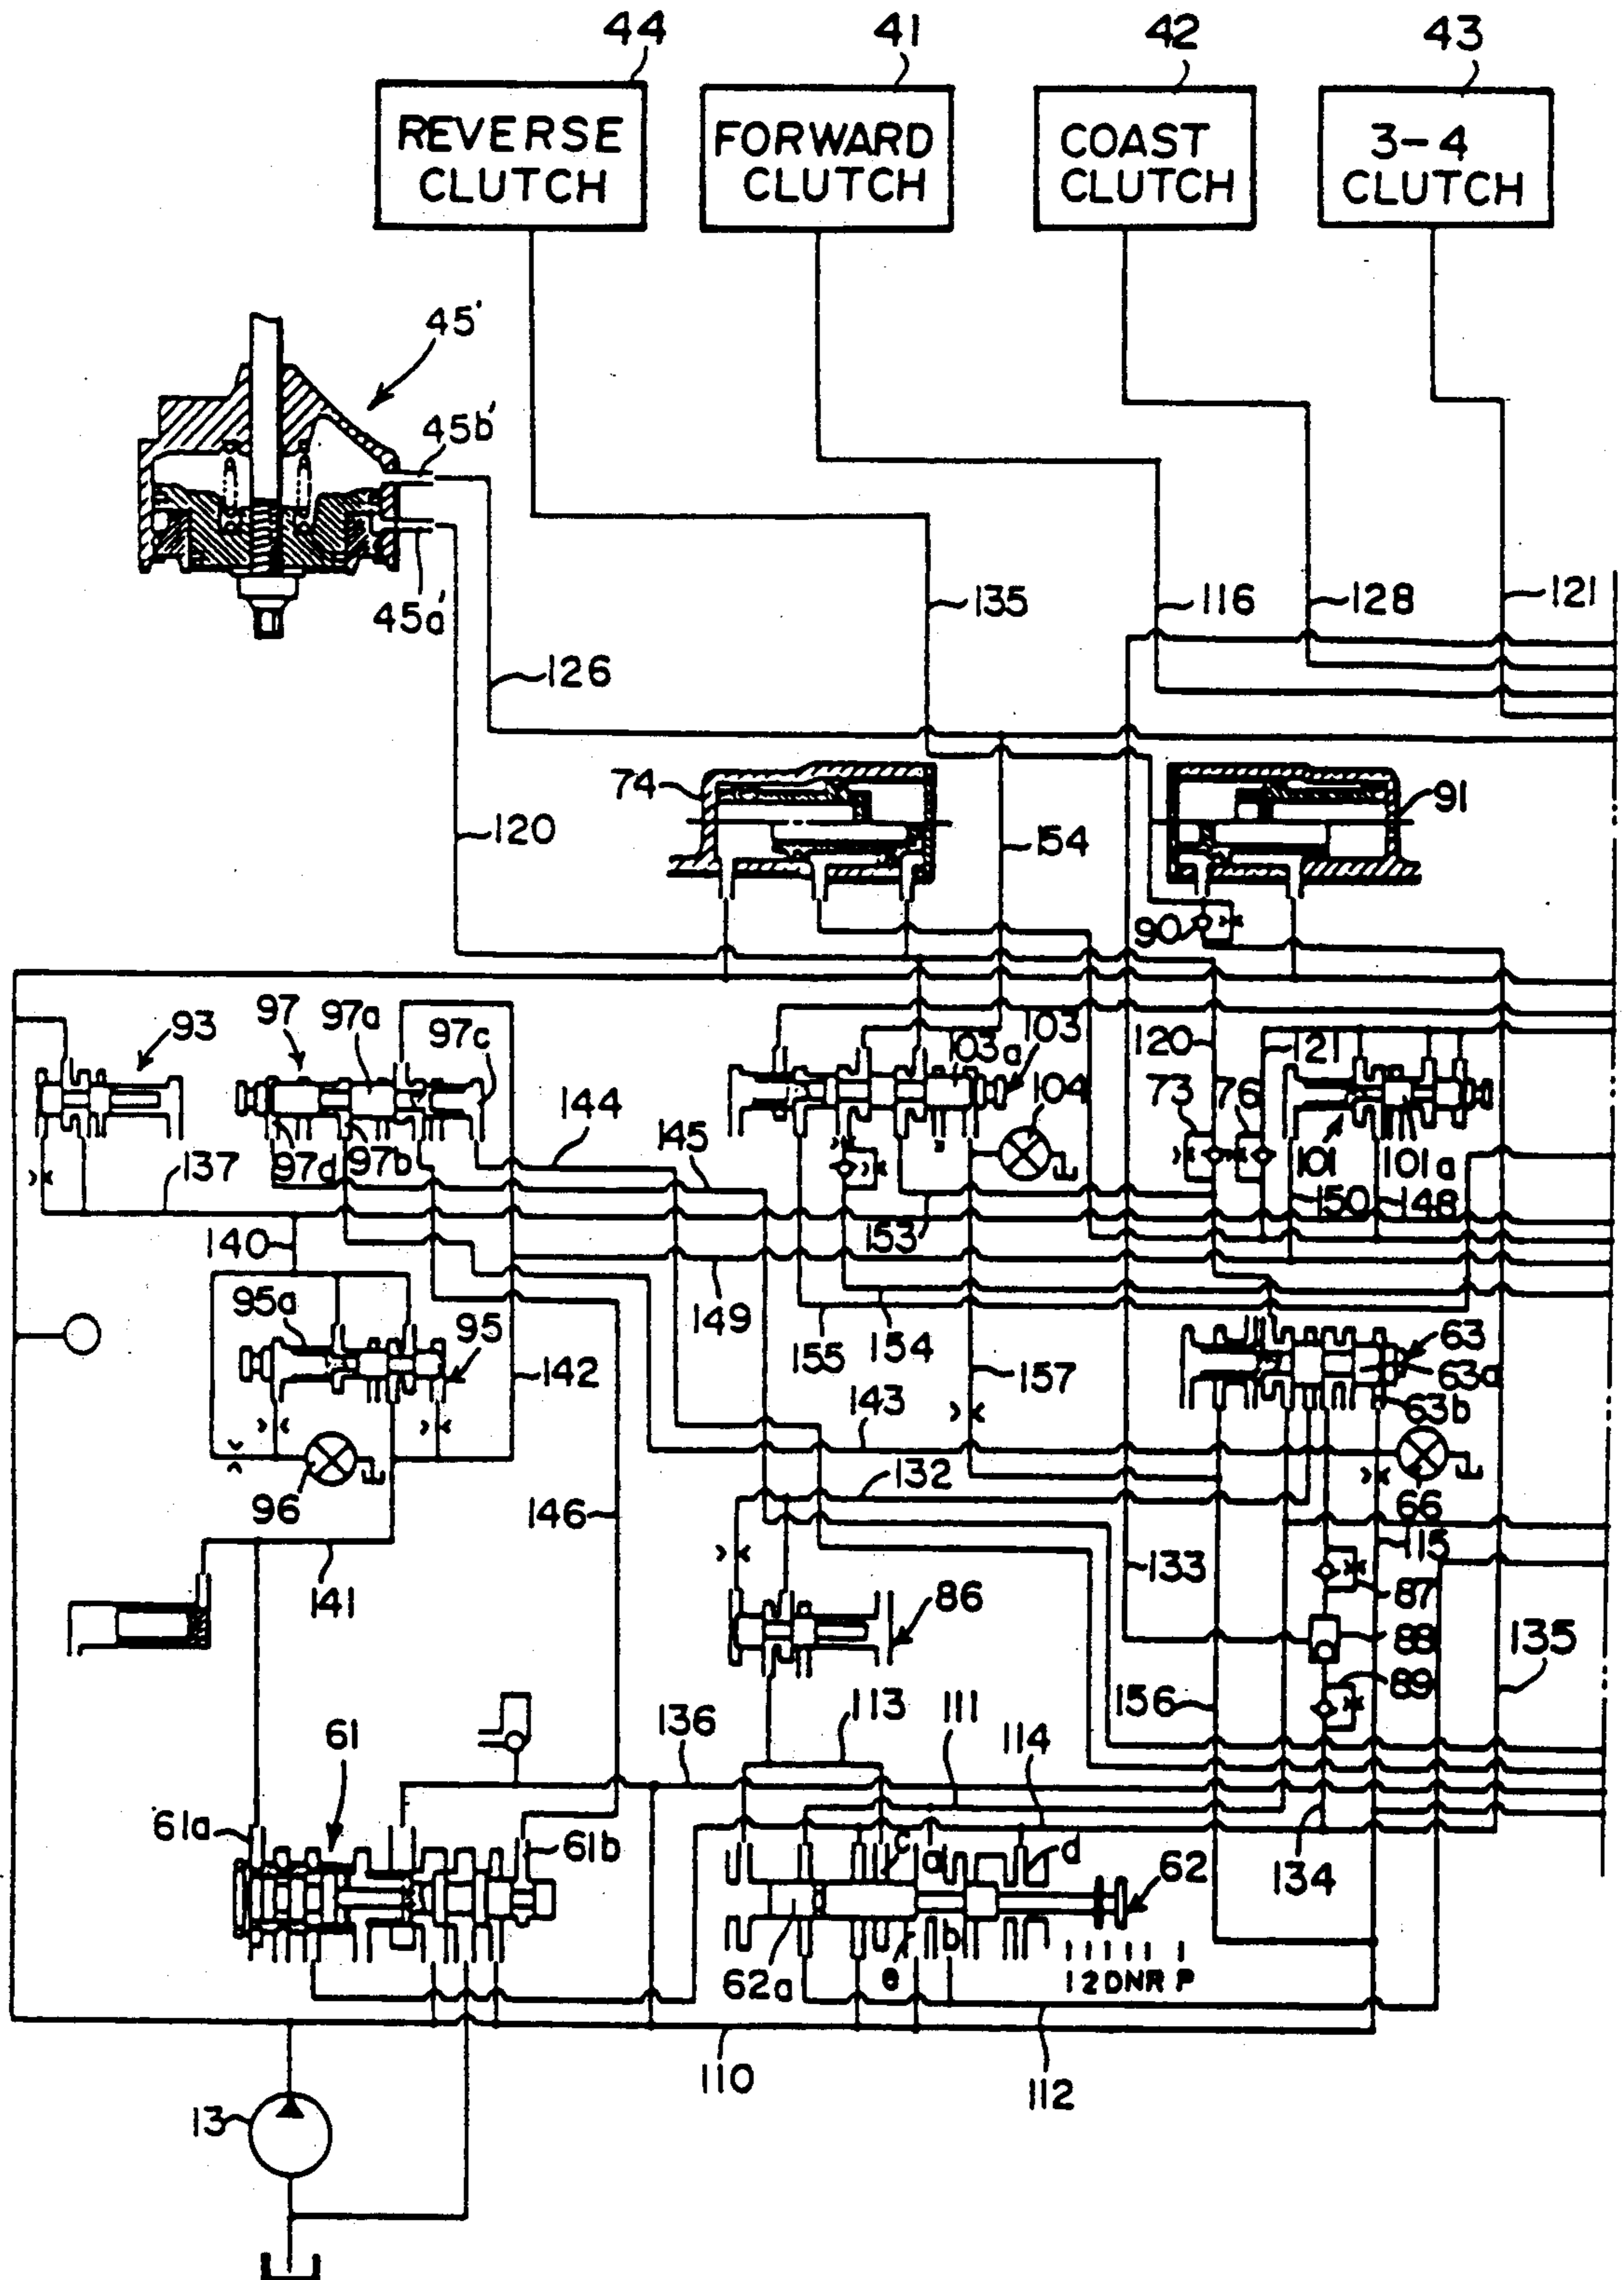 44 41 42 43
REVERSE CLUTCH
FORWARD CLUTCH
COAST CLUTCH
3-4 CLUTCH
45'
45b'
45a'
135 116 128 121
126
74 91
120 154
90
93 97 97a 97c 103 103a 120 121
104 73 76
144 145
97d 97b 101 101a
137 150 148
140 153
149
95a 95 155 154 63
63a
142 157 63b
143
96 132 66
146 115
141 133 87
86 88 135
89
156
61 136 113 111 114
61a 61b c a d 62
134
62a e b
1 2 D N R P
110 112
13